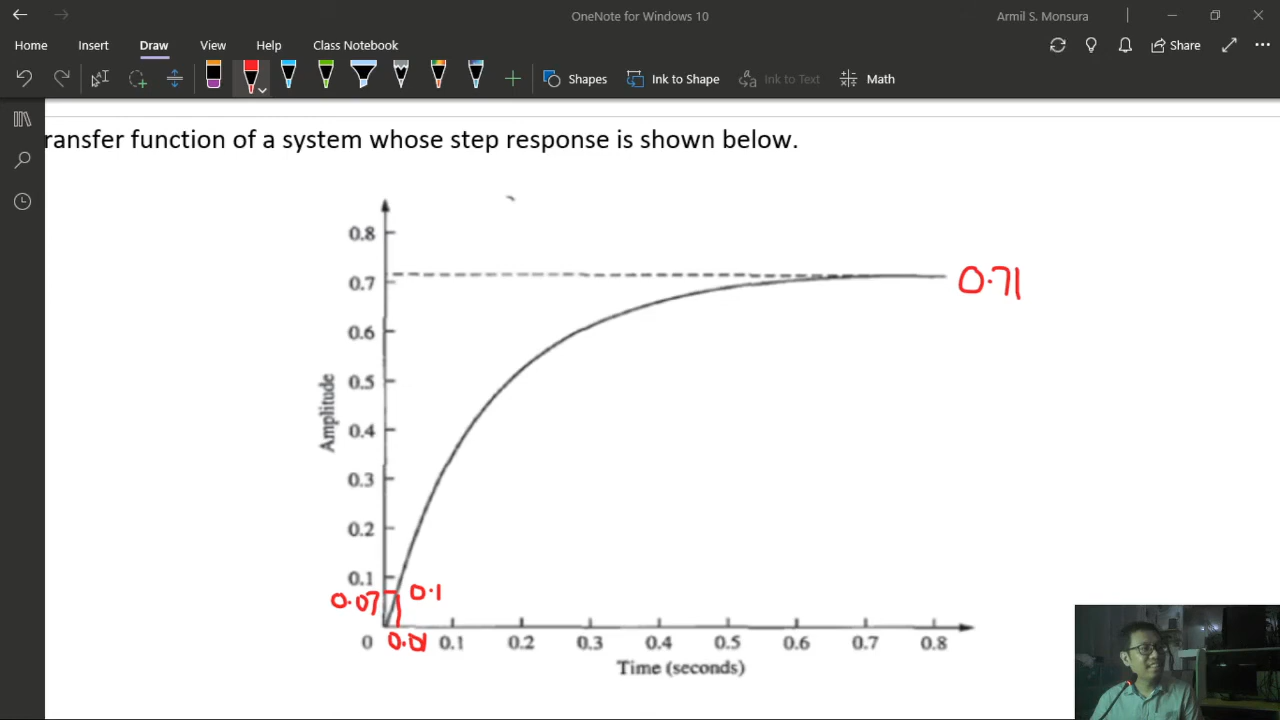 OneNote for Windows 10
Armil S. Monsura
Home Insert Draw View Help Class Notebook
Share
Shapes Ink to Shape Ink to Text Math
ransfer function of a system whose step response is shown below.
0.8
0.7
0.71
0.6
0.5
0.4
0.3
0.2
0.1
Amplitude
0.07 0.1
0 0.1 0.2 0.3 0.4 0.5 0.6 0.7 0.8
Time (seconds)